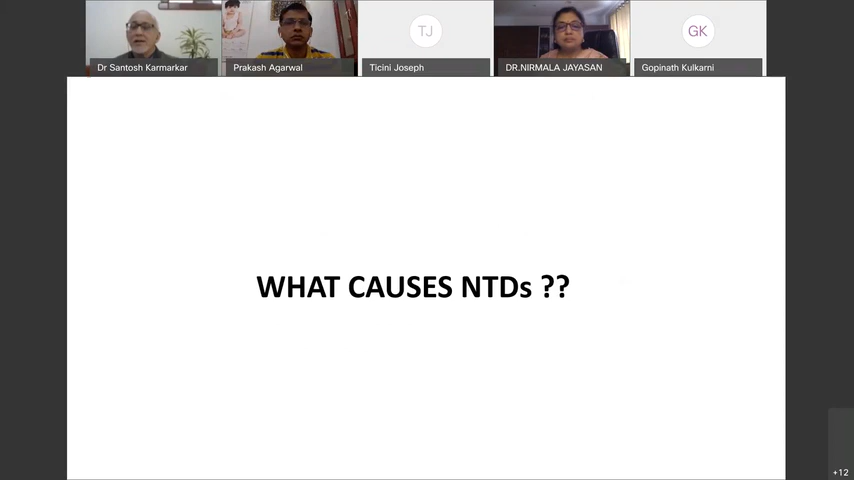 TJ
GK
Dr Santosh Karmarkar
Prakash Agarwal
Ticini Joseph
DR.NIRMALA JAYASAN
Gopinath Kulkarni
WHAT CAUSES NTDs ??
+12